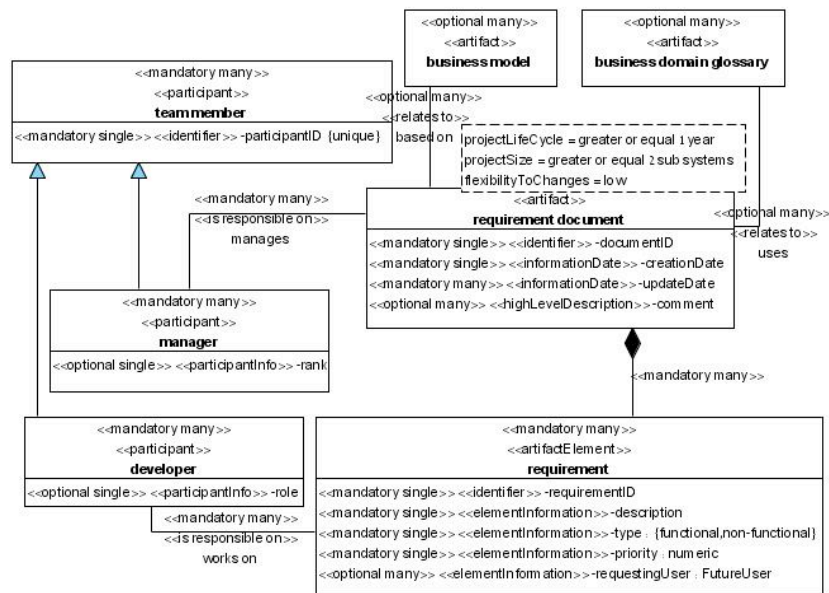 <<optional many>>
<<artifact>>
business model
<<optional many>>
<<artifact>>
business domain glossary
<<mandatory many>>
<<participant>>
team member
<<mandatory single>> <<identifier>> -participantID {unique}
<<optional many>>
<<relates to>>
based on
projectLifeCycle = greater or equal 1 year
projectSize = greater or equal 2 sub systems
flexibilityToChanges = low
<<artifact>>
requirement document
<<mandatory single>> <<identifier>> -documentID
<<mandatory single>> <<informationDate>> -creationDate
<<mandatory many>> <<informationDate>> -updateDate
<<optional many>> <<highLevelDescription>> -comment
<<optional many>>
<<relates to>>
uses
<<mandatory many>>
<<is responsible on>>
manages
<<mandatory many>>
<<participant>>
manager
<<optional single>> <<participantInfo>> -rank
<<mandatory many>>
<<mandatory many>>
<<participant>>
developer
<<optional single>> <<participantInfo>> -role
<<mandatory many>>
<<is responsible on>>
works on
<<mandatory many>>
<<artifactElement>>
requirement
<<mandatory single>> <<identifier>> -requirementID
<<mandatory single>> <<elementInformation>> -description
<<mandatory single>> <<elementInformation>> -type : {functional,non-functional}
<<mandatory single>> <<elementInformation>> -priority : numeric
<<optional many>> <<elementInformation>> -requestingUser : FutureUser